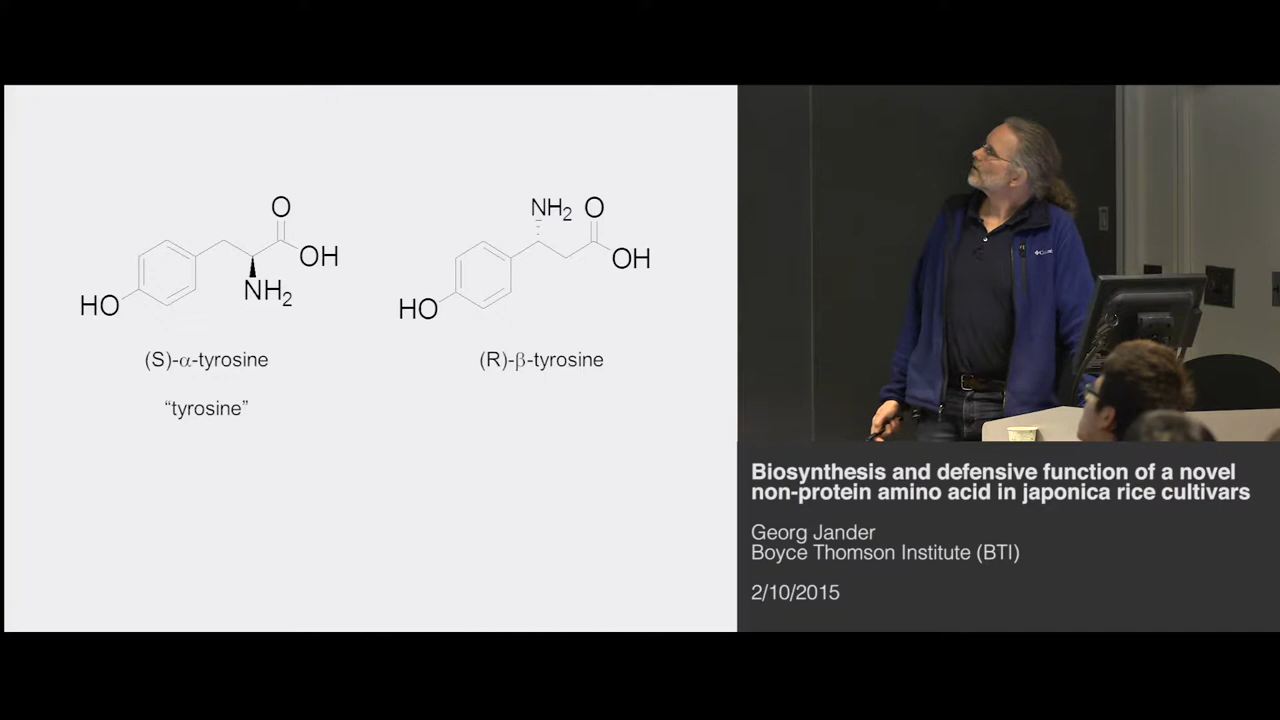 O
OH
NH2
HO
(S)-α-tyrosine
“tyrosine”
NH2
O
OH
HO
(R)-β-tyrosine
Biosynthesis and defensive function of a novel
non-protein amino acid in japonica rice cultivars
Georg Jander
Boyce Thomson Institute (BTI)
2/10/2015